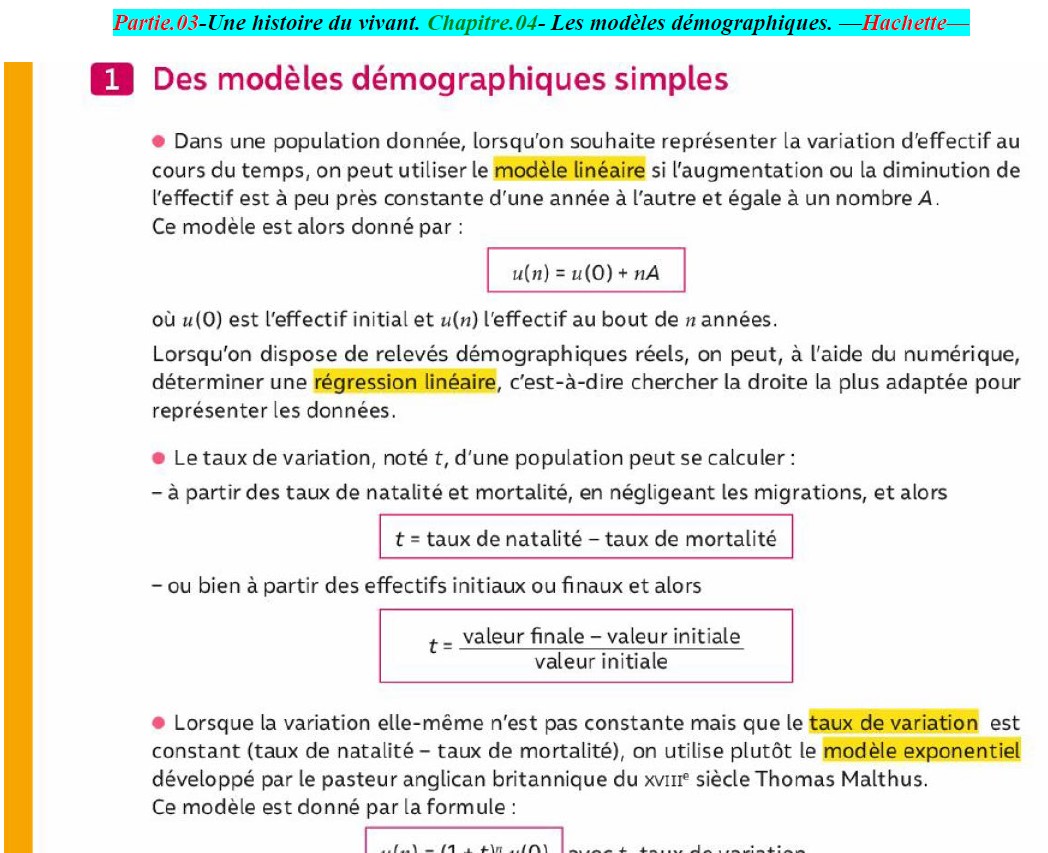 Partie.03-Une histoire du vivant. Chapitre.04- Les modèles démographiques. —Hachette—
1 Des modèles démographiques simples
● Dans une population donnée, lorsqu'on souhaite représenter la variation d'effectif au
cours du temps, on peut utiliser le modèle linéaire si l'augmentation ou la diminution de
l'effectif est à peu près constante d'une année à l'autre et égale à un nombre A.
Ce modèle est alors donné par :
u(n) = u(0) + nA
où u(0) est l'effectif initial et u(n) l'effectif au bout de n années.
Lorsqu'on dispose de relevés démographiques réels, on peut, à l'aide du numérique,
déterminer une régression linéaire, c'est-à-dire chercher la droite la plus adaptée pour
représenter les données.
● Le taux de variation, noté t, d'une population peut se calculer :
– à partir des taux de natalité et mortalité, en négligeant les migrations, et alors
t = taux de natalité – taux de mortalité
– ou bien à partir des effectifs initiaux ou finaux et alors
t = valeur finale – valeur initiale
valeur initiale
● Lorsque la variation elle-même n'est pas constante mais que le taux de variation est
constant (taux de natalité – taux de mortalité), on utilise plutôt le modèle exponentiel
développé par le pasteur anglican britannique du XVIIIᵉ siècle Thomas Malthus.
Ce modèle est donné par la formule :
u(n) = (1 + t)ⁿ u(0) avec t, taux de variation